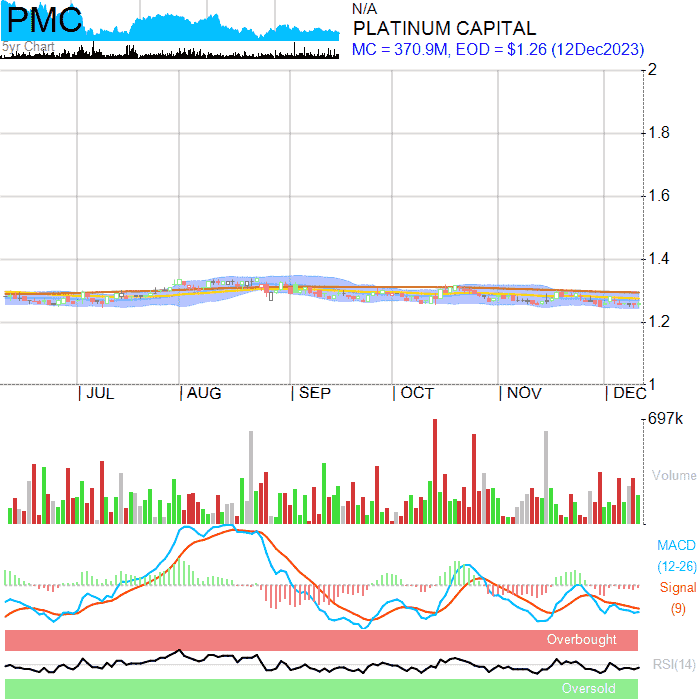 PMC
5yr Chart
N/A
PLATINUM CAPITAL
MC = 370.9M, EOD = $1.26 (12Dec2023)
2
1.8
1.6
1.4
1.2
1
JUL
AUG
SEP
OCT
NOV
DEC
697k
Volume
MACD
(12-26)
Signal
(9)
Overbought
RSI(14)
Oversold